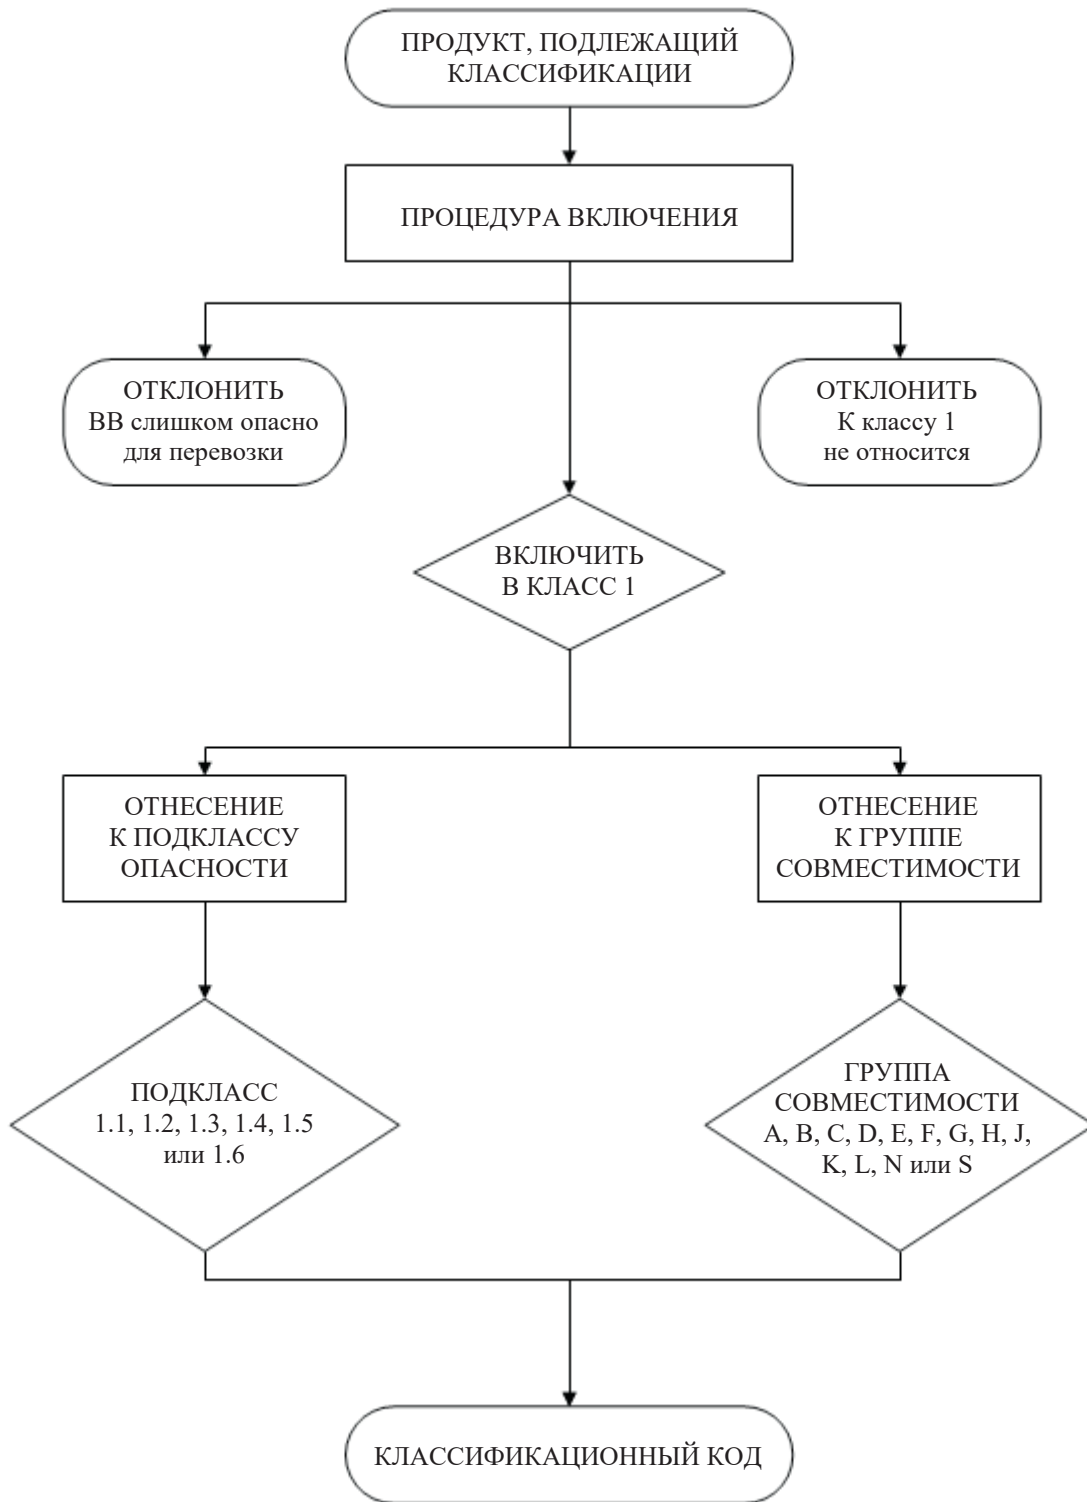 ПРОДУКТ, ПОДЛЕЖАЩИЙ
КЛАССИФИКАЦИИ
ПРОЦЕДУРА ВКЛЮЧЕНИЯ
ОТКЛОНИТЬ
ВВ слишком опасно
для перевозки
ОТКЛОНИТЬ
К классу 1
не относится
ВКЛЮЧИТЬ
В КЛАСС 1
ОТНЕСЕНИЕ
К ПОДКЛАССУ
ОПАСНОСТИ
ОТНЕСЕНИЕ
К ГРУППЕ
СОВМЕСТИМОСТИ
ПОДКЛАСС
1.1, 1.2, 1.3, 1.4, 1.5
или 1.6
ГРУППА
СОВМЕСТИМОСТИ
A, B, C, D, E, F, G, H, J,
K, L, N или S
КЛАССИФИКАЦИОННЫЙ КОД